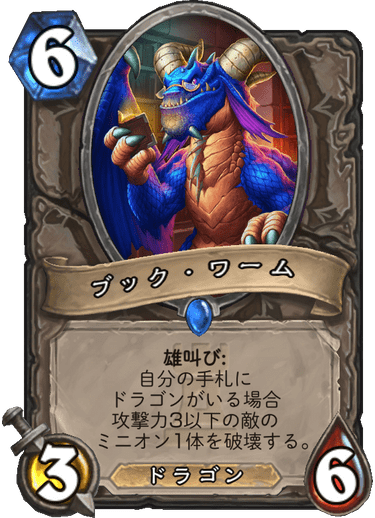 6
ブック・ワーム
雄叫び:
自分の手札に
ドラゴンがいる場合
攻撃力3以下の敵の
ミニオン1体を破壊する。
3
ドラゴン
6